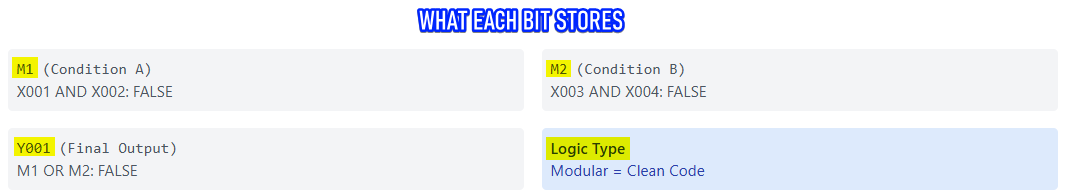 WHAT EACH BIT STORES
M1 (Condition A)
X001 AND X002: FALSE
M2 (Condition B)
X003 AND X004: FALSE
Y001 (Final Output)
M1 OR M2: FALSE
Logic Type
Modular = Clean Code